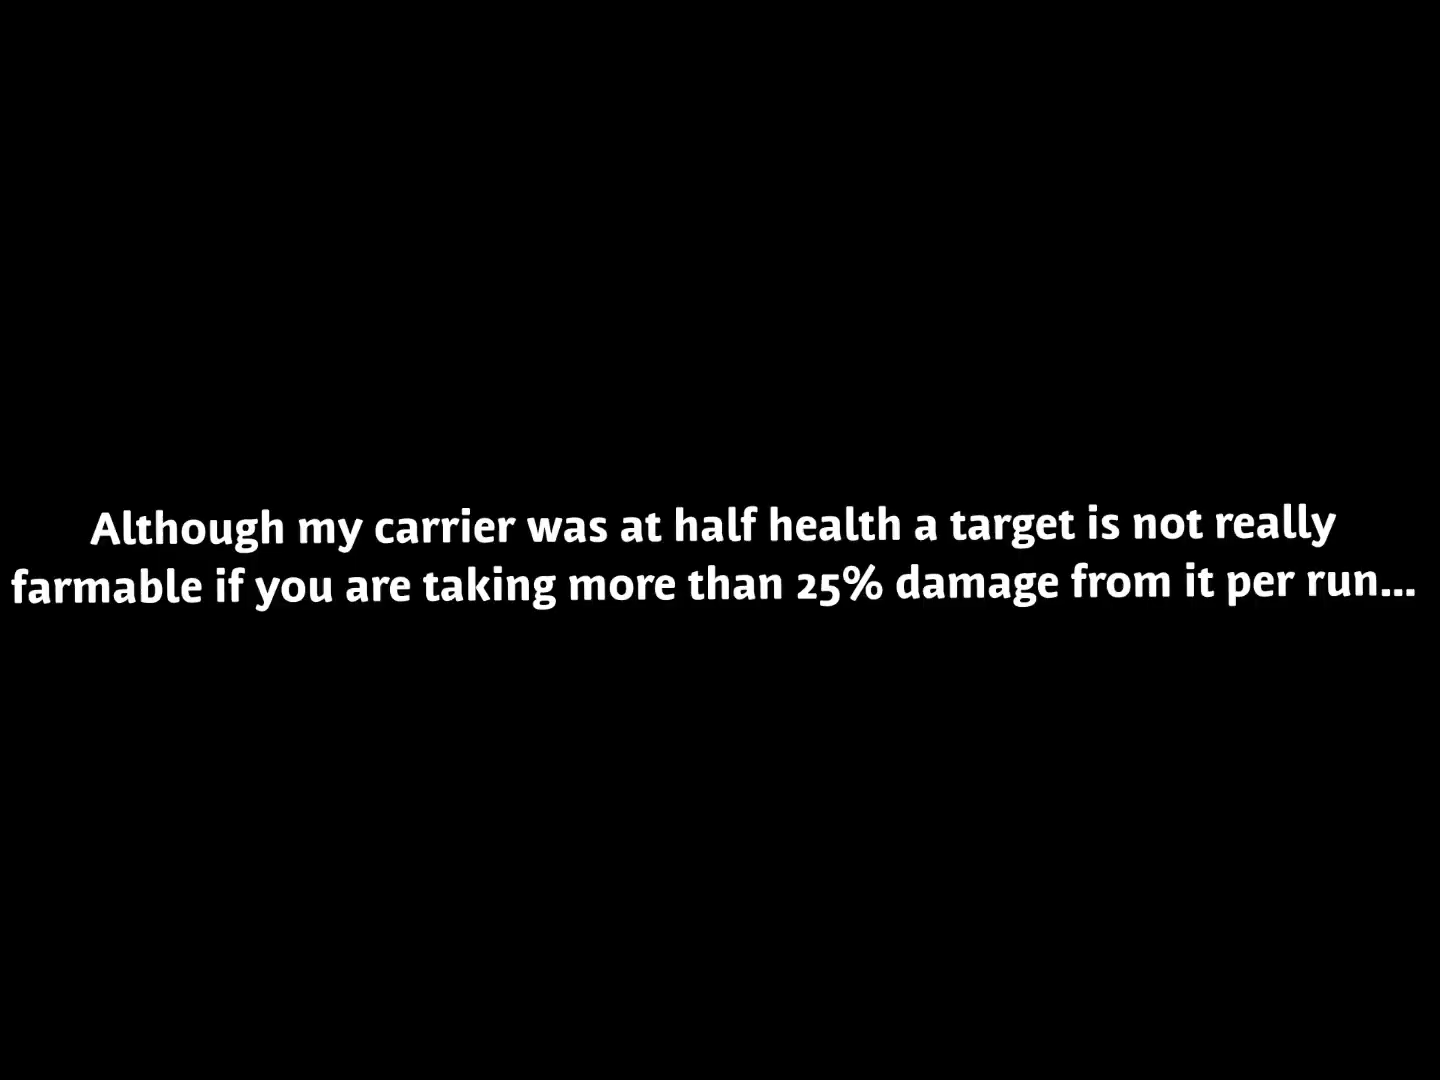 Although my carrier was at half health a target is not really
farmable if you are taking more than 25% damage from it per run...